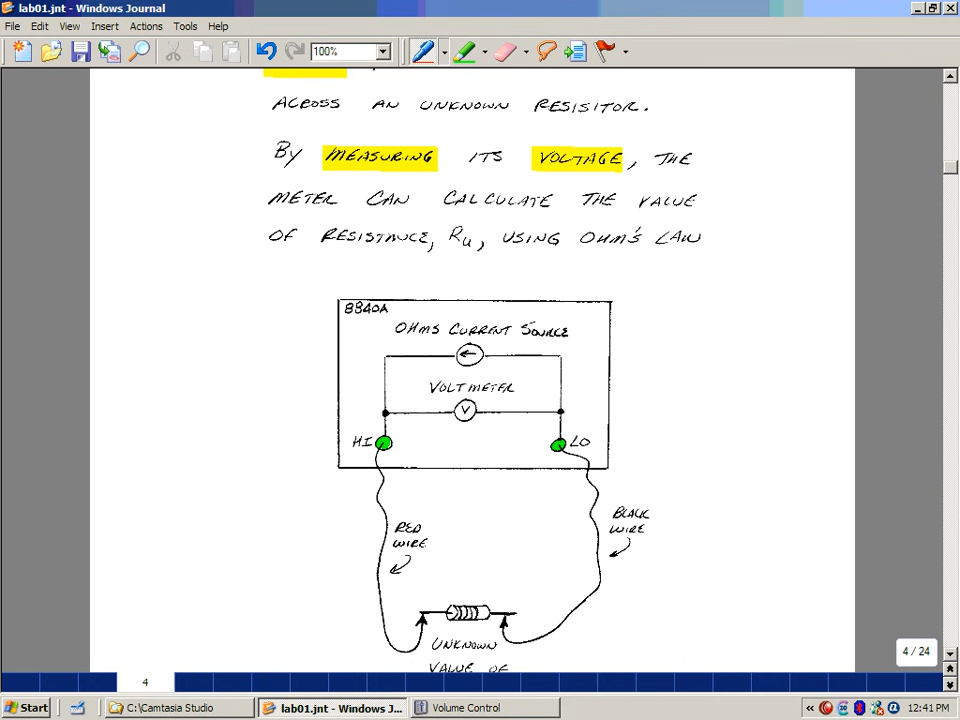 lab01.jnt - Windows Journal
File Edit View Insert Actions Tools Help
100%
ACROSS AN UNKNOWN RESISITOR.
BY MEASURING ITS VOLTAGE, THE
METER CAN CALCULATE THE VALUE
OF RESISTANCE, Ru, USING OHM'S LAW
8840A
OHMS CURRENT SOURCE
VOLTMETER
V
HI
LO
RED
WIRE
BLACK
WIRE
UNKNOWN
VALUE OF
4 / 24
4
Start C:\Camtasia Studio lab01.jnt - Windows J... Volume Control 12:41 PM